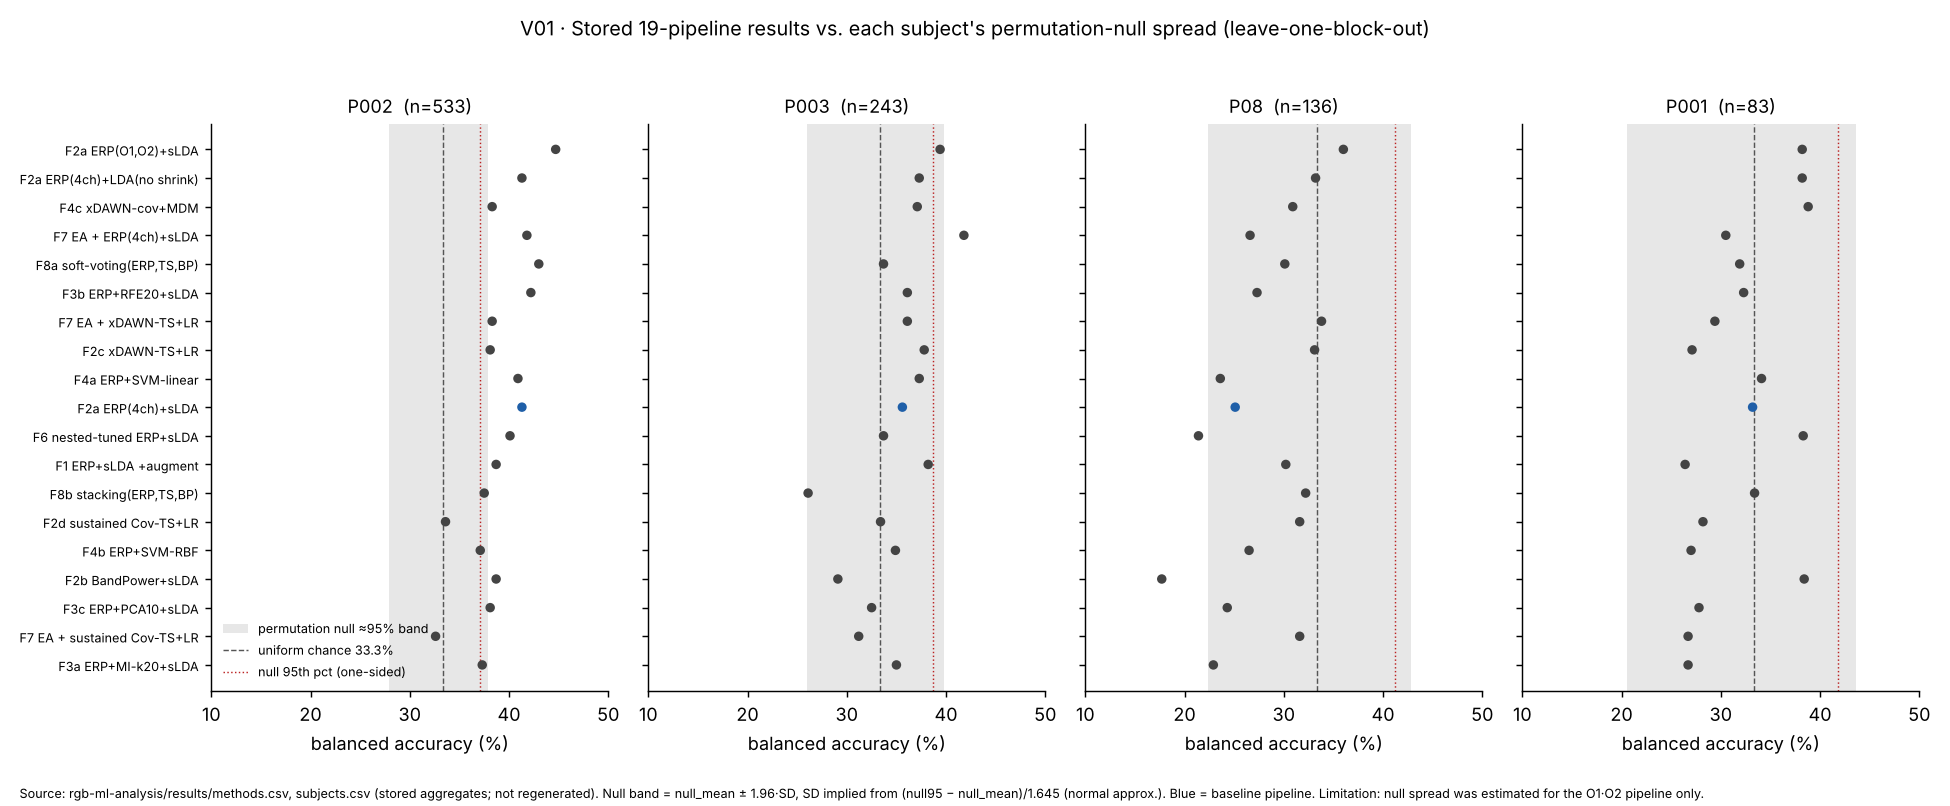 V01 · Stored 19-pipeline results vs. each subject's permutation-null spread (leave-one-block-out)
P002 (n=533)
P003 (n=243)
P08 (n=136)
P001 (n=83)
F2a ERP(O1,O2)+sLDA
F2a ERP(4ch)+LDA(no shrink)
F4c xDAWN-cov+MDM
F7 EA + ERP(4ch)+sLDA
F8a soft-voting(ERP,TS,BP)
F3b ERP+RFE20+sLDA
F7 EA + xDAWN-TS+LR
F2c xDAWN-TS+LR
F4a ERP+SVM-linear
F2a ERP(4ch)+sLDA
F6 nested-tuned ERP+sLDA
F1 ERP+sLDA +augment
F8b stacking(ERP,TS,BP)
F2d sustained Cov-TS+LR
F4b ERP+SVM-RBF
F2b BandPower+sLDA
F3c ERP+PCA10+sLDA
F7 EA + sustained Cov-TS+LR
F3a ERP+MI-k20+sLDA
permutation null ≈95% band
uniform chance 33.3%
null 95th pct (one-sided)
10 20 30 40 50
10 20 30 40 50
10 20 30 40 50
10 20 30 40 50
balanced accuracy (%)
balanced accuracy (%)
balanced accuracy (%)
balanced accuracy (%)
Source: rgb-ml-analysis/results/methods.csv, subjects.csv (stored aggregates; not regenerated). Null band = null_mean ± 1.96·SD, SD implied from (null95 − null_mean)/1.645 (normal approx.). Blue = baseline pipeline. Limitation: null spread was estimated for the O1·O2 pipeline only.